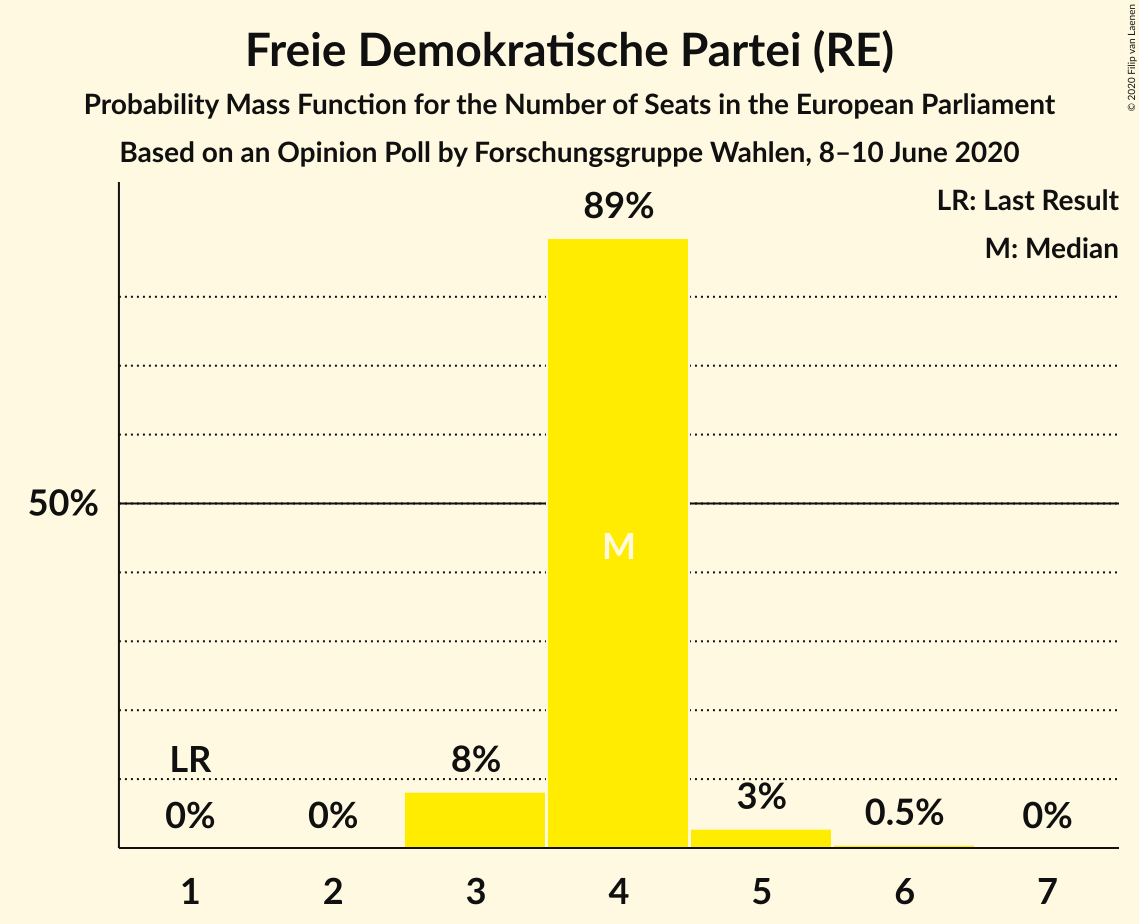 Freie Demokratische Partei (RE)
Probability Mass Function for the Number of Seats in the European Parliament
Based on an Opinion Poll by Forschungsgruppe Wahlen, 8–10 June 2020
© 2020 Filip van Laenen
LR: Last Result
M: Median
89%
50%
M
LR
8%
0%
0%
3%
0.5%
0%
1 2 3 4 5 6 7